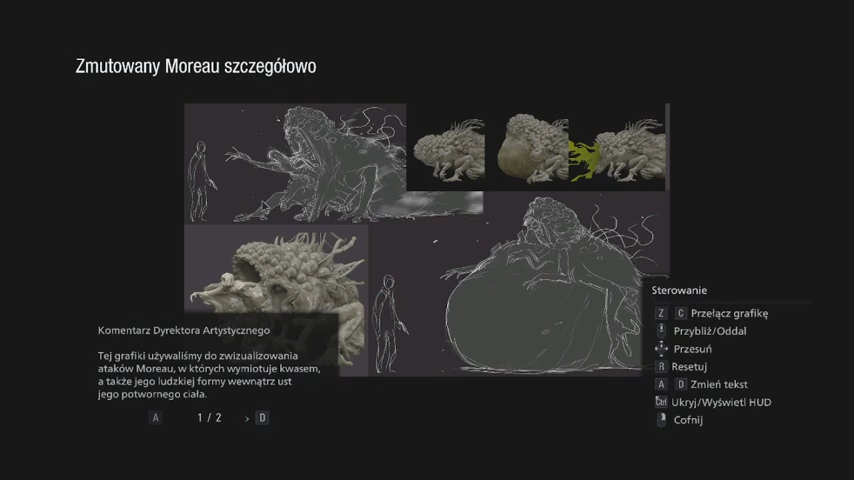 Zmutowany Moreau szczegółowo
Komentarz Dyrektora Artystycznego
Tej grafiki używaliśmy do zwizualizowania
ataków Moreau, w których wymiotuje kwasem,
a także jego ludzkiej formy wewnątrz ust
jego potwornego ciała.
A 1 / 2 > D
Sterowanie
Z C Przełącz grafikę
Przybliż/Oddal
Przesuń
R Resetuj
A D Zmień tekst
Ctrl Ukryj/Wyświetl HUD
Cofnij